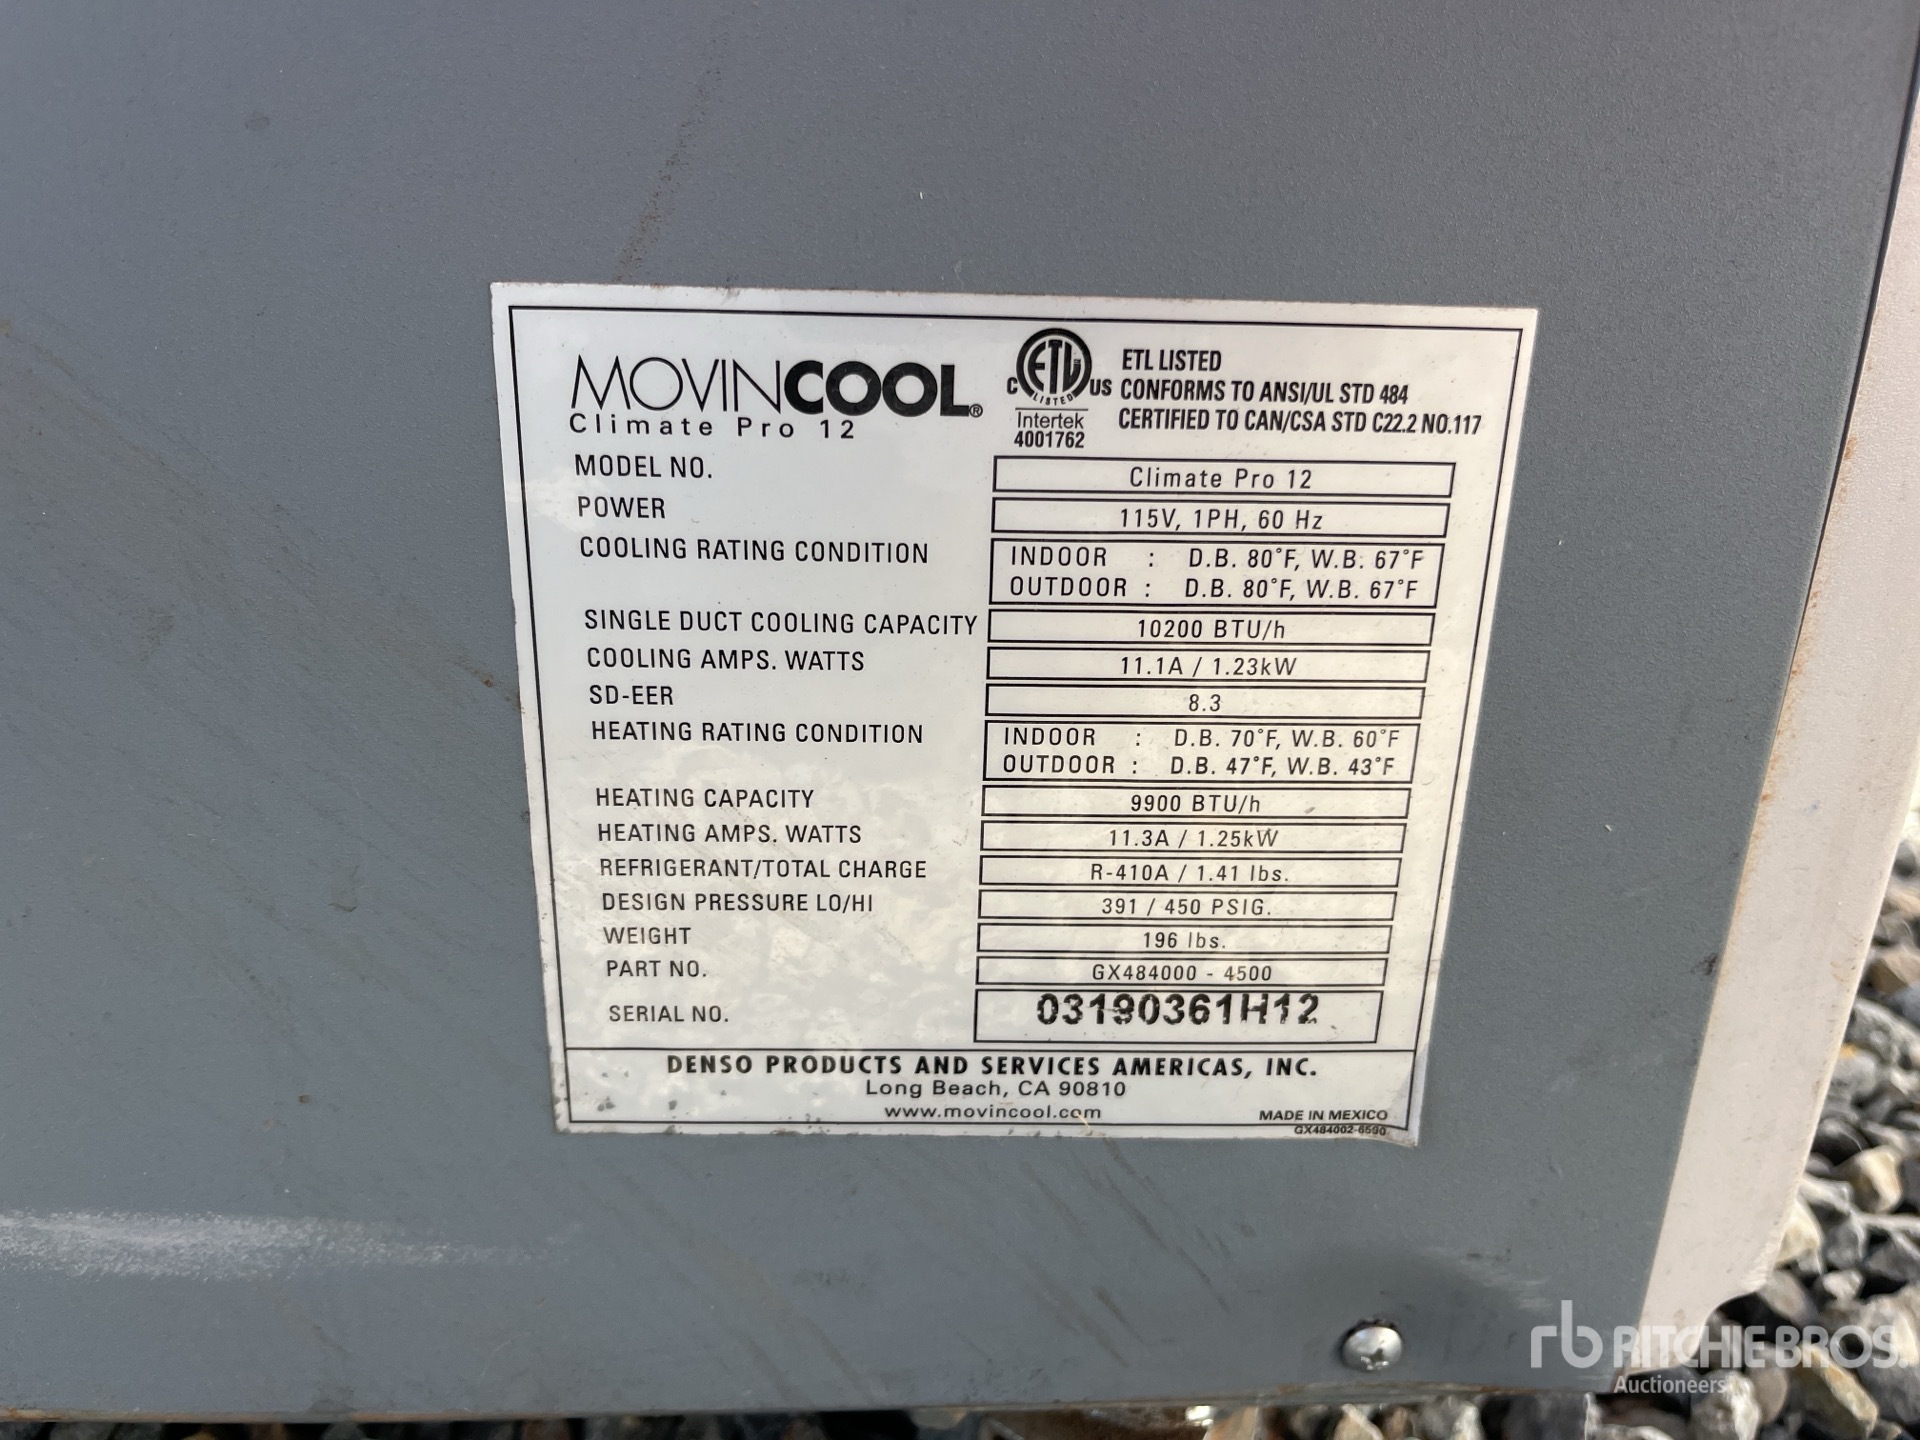 MOVINCOOL®
Climate Pro 12
C ETL LISTED US
Intertek
4001762
ETL LISTED
CONFORMS TO ANSI/UL STD 484
CERTIFIED TO CAN/CSA STD C22.2 NO.117
MODEL NO. Climate Pro 12
POWER 115V, 1PH, 60 Hz
COOLING RATING CONDITION INDOOR : D.B. 80°F, W.B. 67°F
OUTDOOR : D.B. 80°F, W.B. 67°F
SINGLE DUCT COOLING CAPACITY 10200 BTU/h
COOLING AMPS. WATTS 11.1A / 1.23kW
SD-EER 8.3
HEATING RATING CONDITION INDOOR : D.B. 70°F, W.B. 60°F
OUTDOOR : D.B. 47°F, W.B. 43°F
HEATING CAPACITY 9900 BTU/h
HEATING AMPS. WATTS 11.3A / 1.25kW
REFRIGERANT/TOTAL CHARGE R-410A / 1.41 lbs.
DESIGN PRESSURE LO/HI 391 / 450 PSIG.
WEIGHT 196 lbs.
PART NO. GX484000 - 4500
SERIAL NO. 03190361H12
DENSO PRODUCTS AND SERVICES AMERICAS, INC.
Long Beach, CA 90810
www.movincool.com
MADE IN MEXICO
GX484002-6590
rb RITCHIE BROS.
Auctioneers